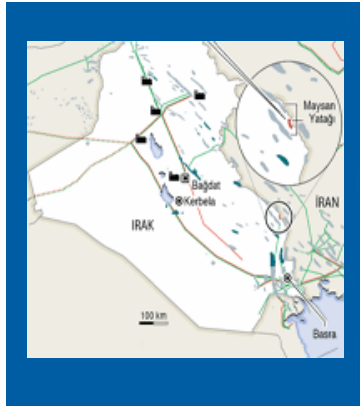 Maysan
Yatağı
Bağdat
İRAN
Kerbela
IRAK
100 km
Basra